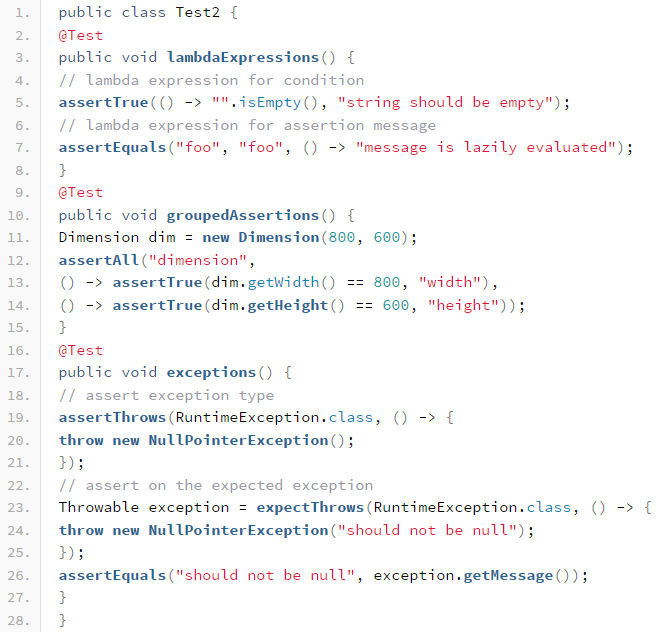 1. public class Test2 {
2. @Test
3. public void lambdaExpressions() {
4. // lambda expression for condition
5. assertTrue(() -> "".isEmpty(), "string should be empty");
6. // lambda expression for assertion message
7. assertEquals("foo", "foo", () -> "message is lazily evaluated");
8. }
9. @Test
10. public void groupedAssertions() {
11. Dimension dim = new Dimension(800, 600);
12. assertAll("dimension",
13. () -> assertTrue(dim.getWidth() == 800, "width"),
14. () -> assertTrue(dim.getHeight() == 600, "height"));
15. }
16. @Test
17. public void exceptions() {
18. // assert exception type
19. assertThrows(RuntimeException.class, () -> {
20. throw new NullPointerException();
21. });
22. // assert on the expected exception
23. Throwable exception = expectThrows(RuntimeException.class, () -> {
24. throw new NullPointerException("should not be null");
25. });
26. assertEquals("should not be null", exception.getMessage());
27. }
28. }